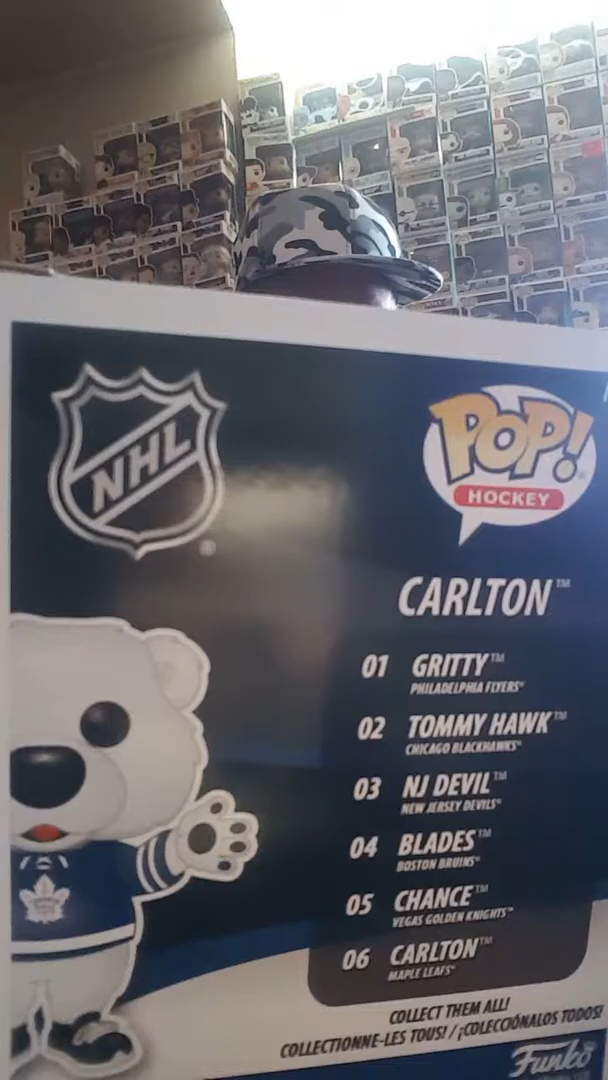 NHL
®
POP!
HOCKEY
CARLTON™
01 GRITTY™
PHILADELPHIA FLYERS®
02 TOMMY HAWK™
CHICAGO BLACKHAWKS®
03 NJ DEVIL™
NEW JERSEY DEVILS®
04 BLADES™
BOSTON BRUINS®
05 CHANCE™
VEGAS GOLDEN KNIGHTS™
06 CARLTON™
MAPLE LEAFS®
COLLECT THEM ALL!
COLLECTIONNE-LES TOUS! / ¡COLECCIÓNALOS TODOS!
Funko